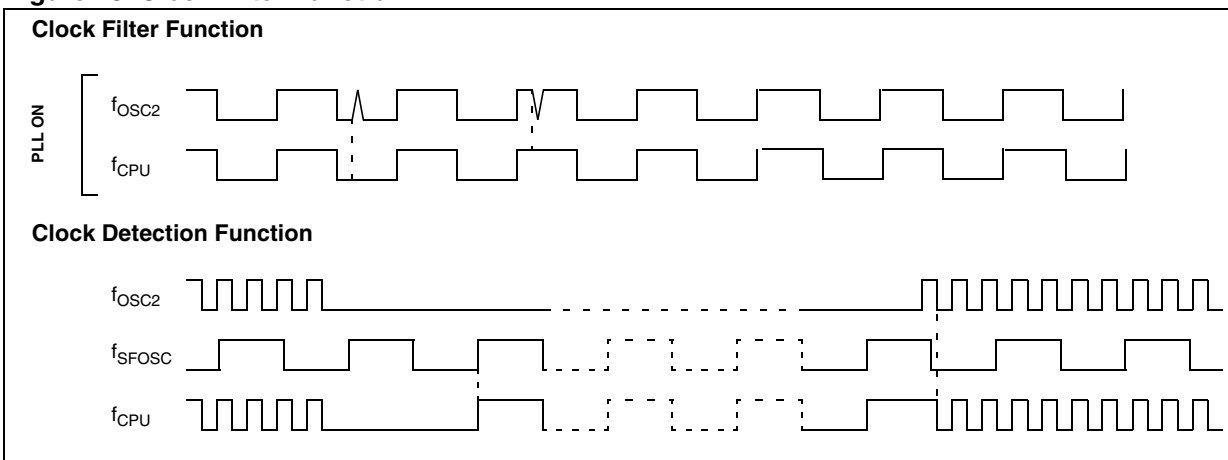 Clock Filter Function
PLL ON
fOSC2
fCPU
Clock Detection Function
fOSC2
fSFOSC
fCPU